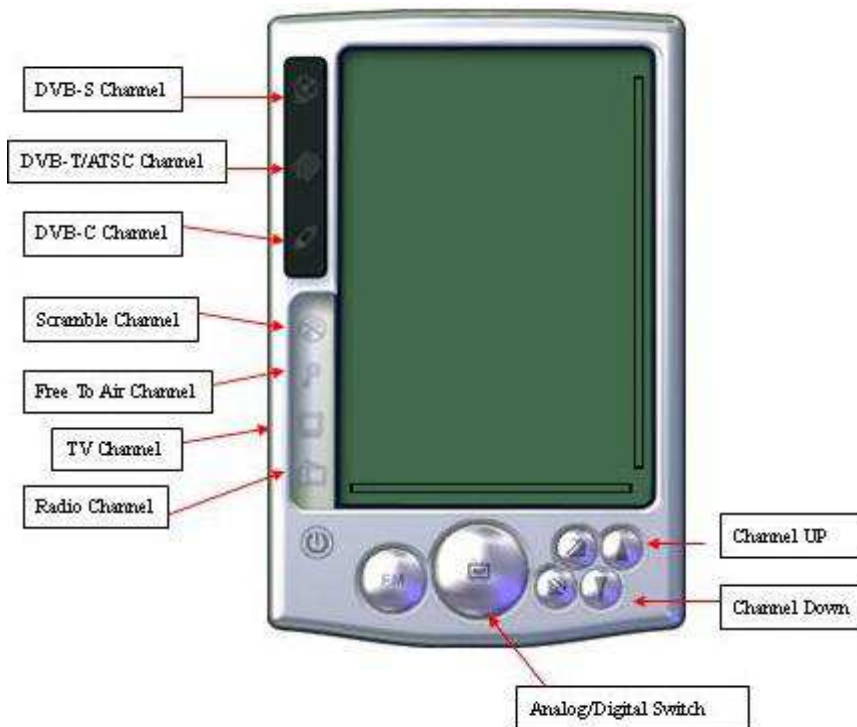 DVB-S Channel
DVB-T/ATSC Channel
DVB-C Channel
Scramble Channel
Free To Air Channel
TV Channel
Radio Channel
FM
Channel UP
Channel Down
Analog/Digital Switch